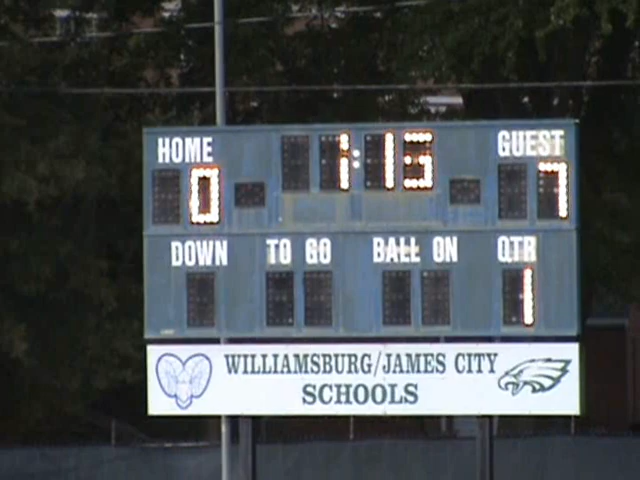 HOME 1:15 GUEST
0 7
DOWN TO GO BALL ON QTR
1
WILLIAMSBURG/JAMES CITY
SCHOOLS